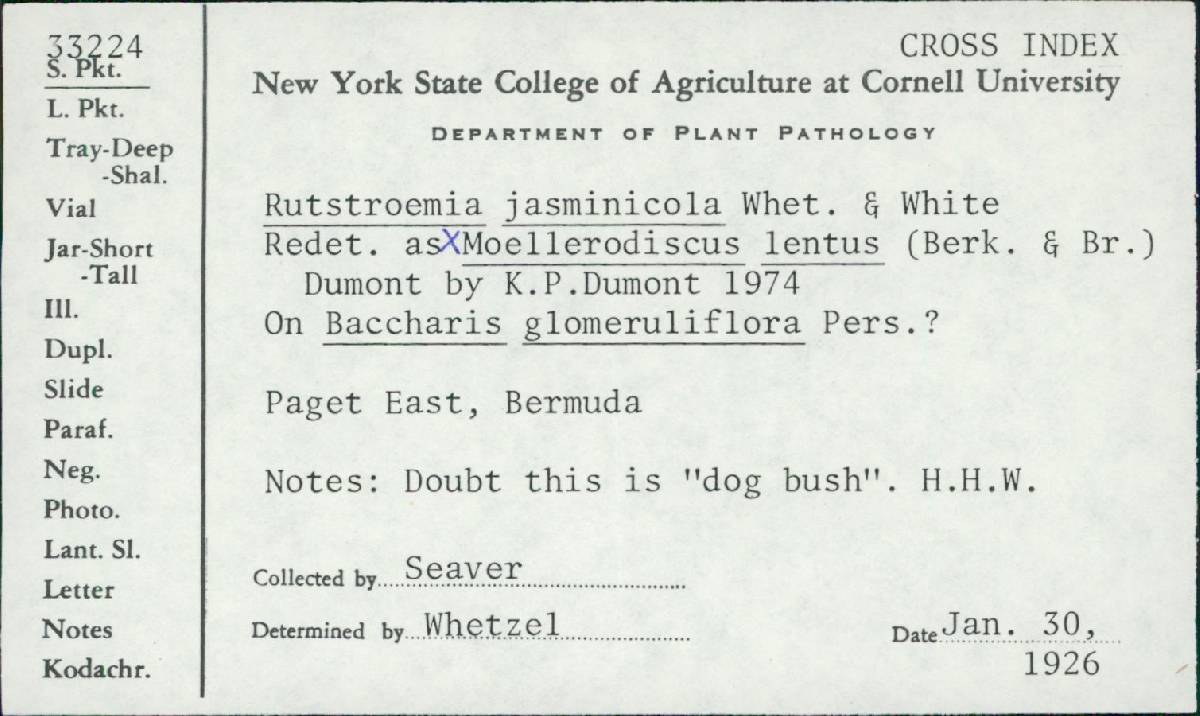 33224
S. Pkt.
L. Pkt.
Tray-Deep
-Shal.
Vial
Jar-Short
-Tall
Ill.
Dupl.
Slide
Paraf.
Neg.
Photo.
Lant. Sl.
Letter
Notes
Kodachr.
CROSS INDEX
New York State College of Agriculture at Cornell University
DEPARTMENT OF PLANT PATHOLOGY
Rutstroemia jasminicola Whet. & White
Redet. asXMoellerodiscus lentus (Berk. & Br.)
Dumont by K.P.Dumont 1974
On Baccharis glomeruliflora Pers.?
Paget East, Bermuda
Notes: Doubt this is "dog bush". H.H.W.
Collected by Seaver
Determined by Whetzel
Date Jan. 30,
1926